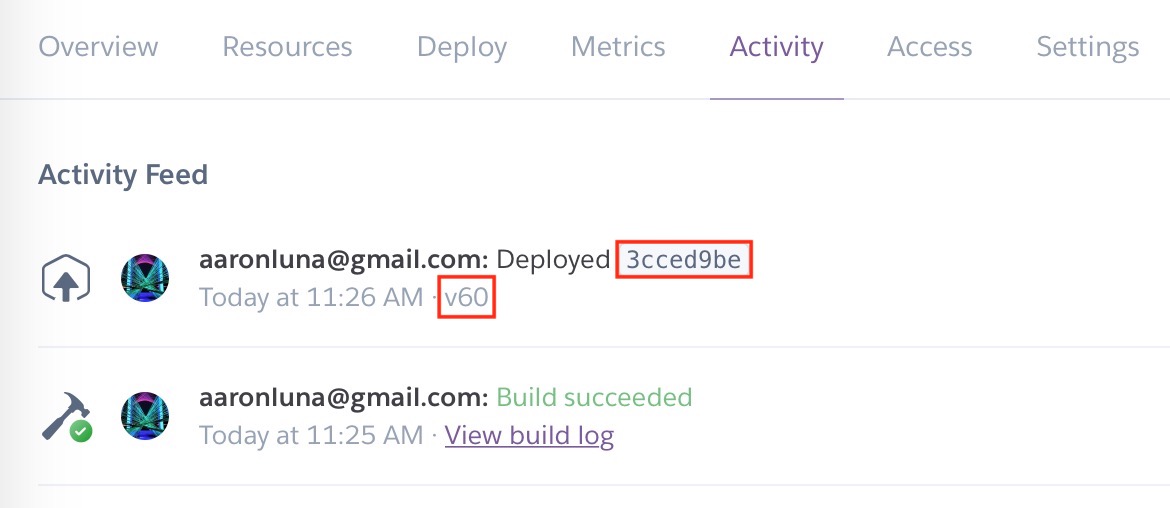 Overview Resources Deploy Metrics Activity Access Settings
Activity Feed
aaronluna@gmail.com: Deployed 3cced9be
Today at 11:26 AM · v60
aaronluna@gmail.com: Build succeeded
Today at 11:25 AM · View build log